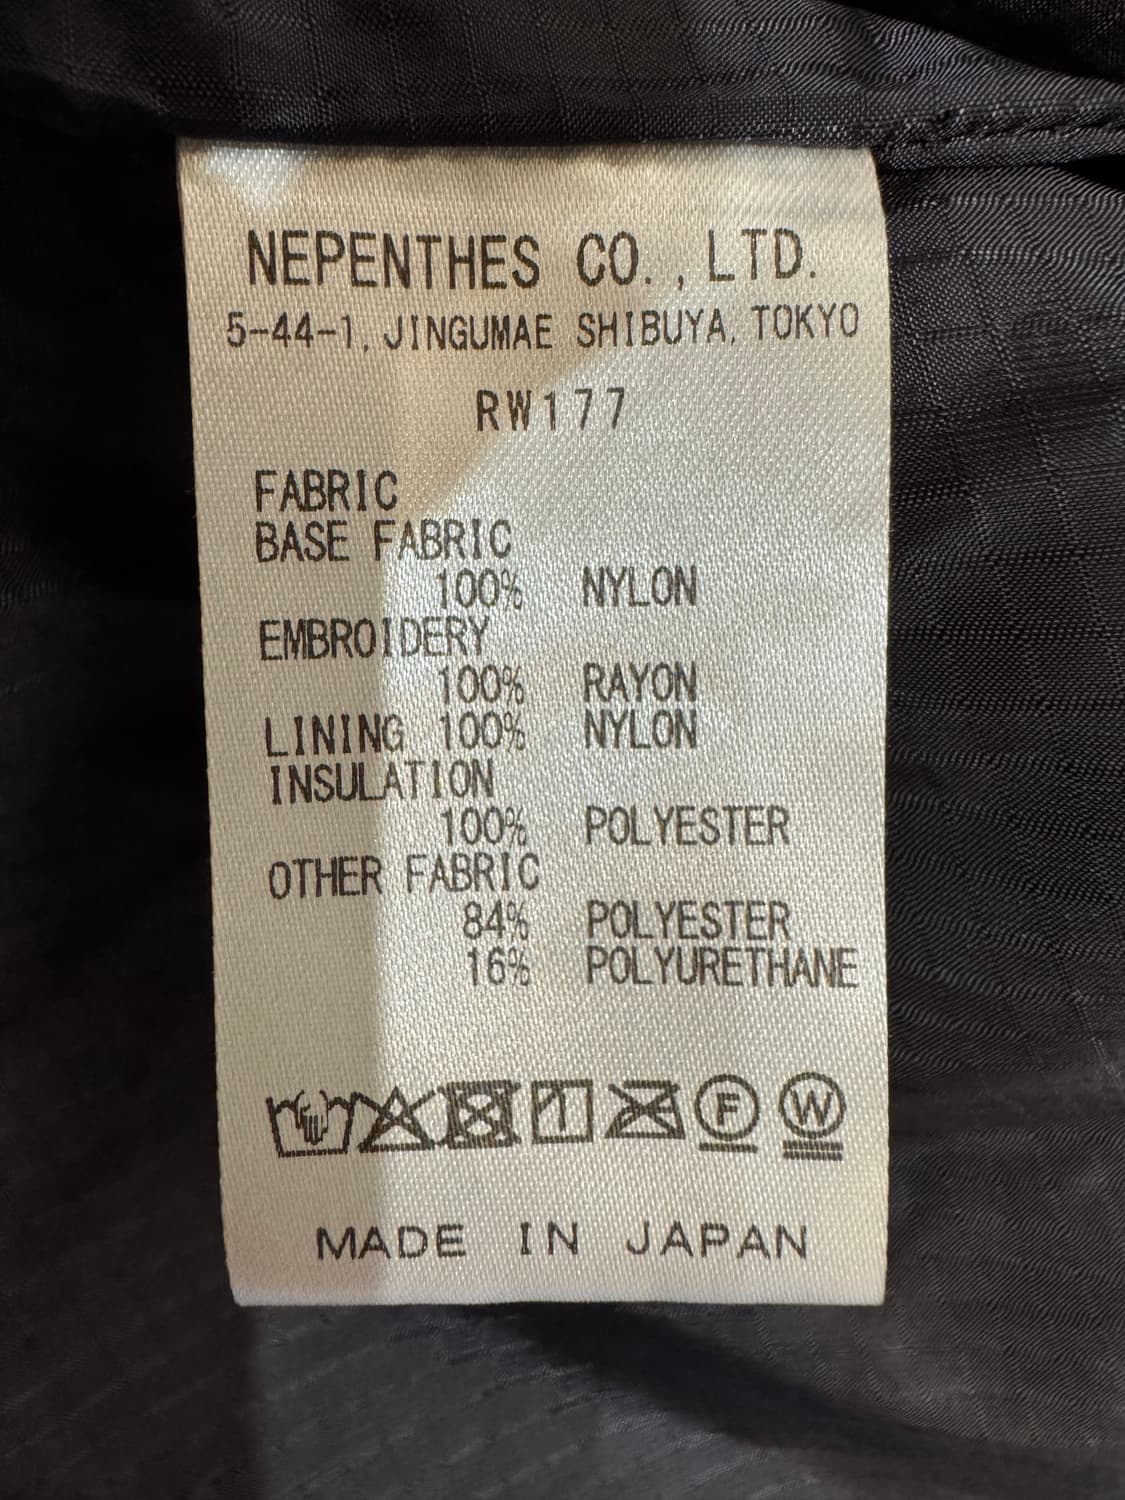 NEPENTHES CO., LTD.
5-44-1, JINGUMAE SHIBUYA, TOKYO
RW177
FABRIC
BASE FABRIC
100% NYLON
EMBROIDERY
100% RAYON
LINING 100% NYLON
INSULATION
100% POLYESTER
OTHER FABRIC
84% POLYESTER
16% POLYURETHANE
1 F W
MADE IN JAPAN